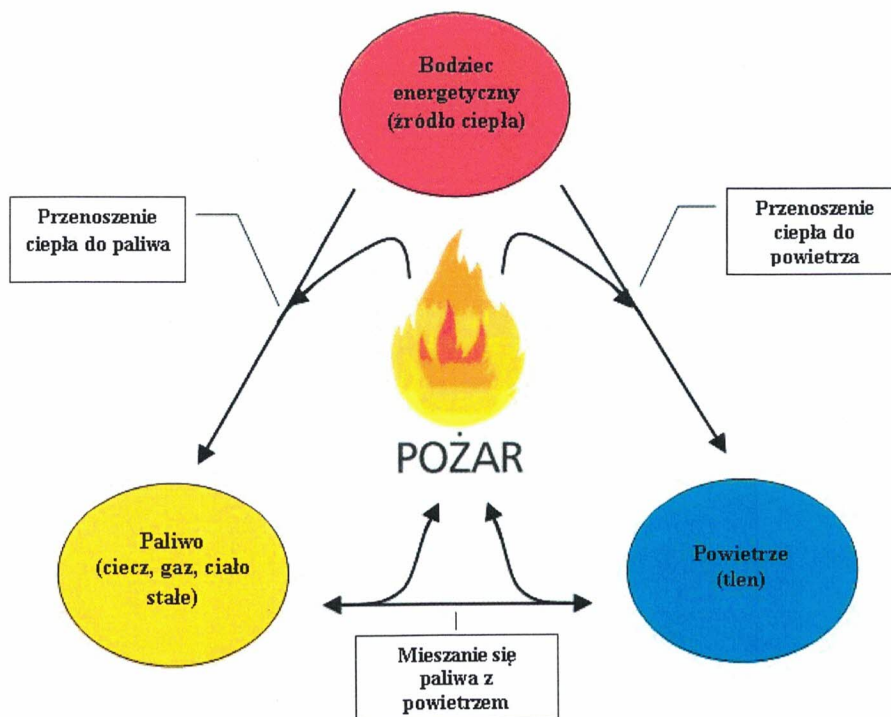 Bodziec
energetyczny
(źródło ciepła)
Przenoszenie
ciepła do paliwa
Przenoszenie
ciepła do
powietrza
POŻAR
Paliwo
(ciecz, gaz, ciało
stałe)
Powietrze
(tlen)
Mieszanie się
paliwa z
powietrzem